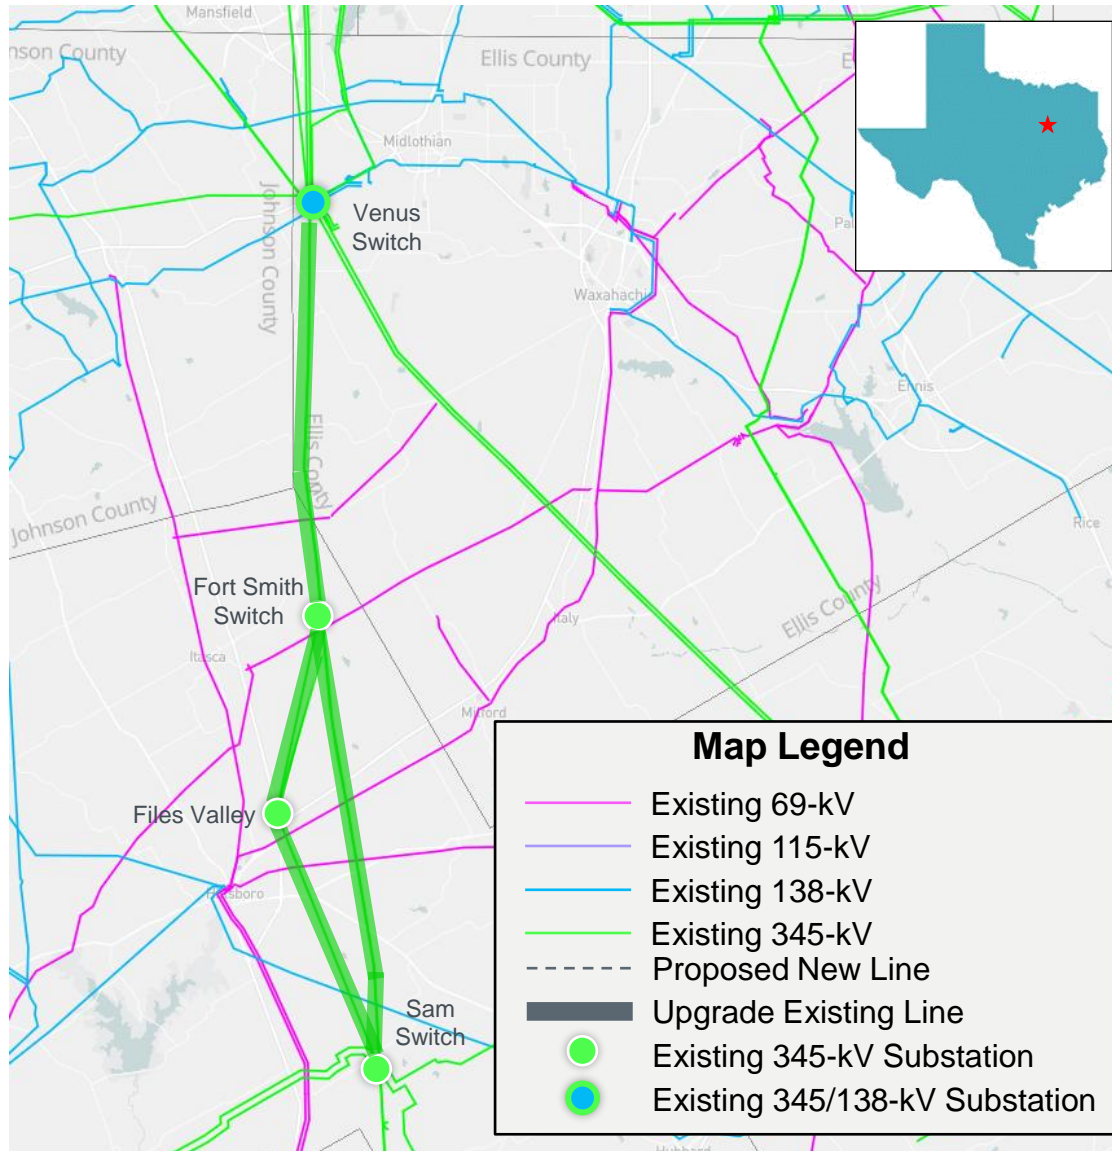 Mansfield
Ellis County
Johnson County
Midlothian
Johnson County
Venus
Switch
Waxahachi
Ennis
Ellis County
Johnson County
Rice
Fort Smith
Switch
Ellis County
Italy
Itasca
Milford
Files Valley
Sam
Switch
Map Legend
Existing 69-kV
Existing 115-kV
Existing 138-kV
Existing 345-kV
Proposed New Line
Upgrade Existing Line
Existing 345-kV Substation
Existing 345/138-kV Substation